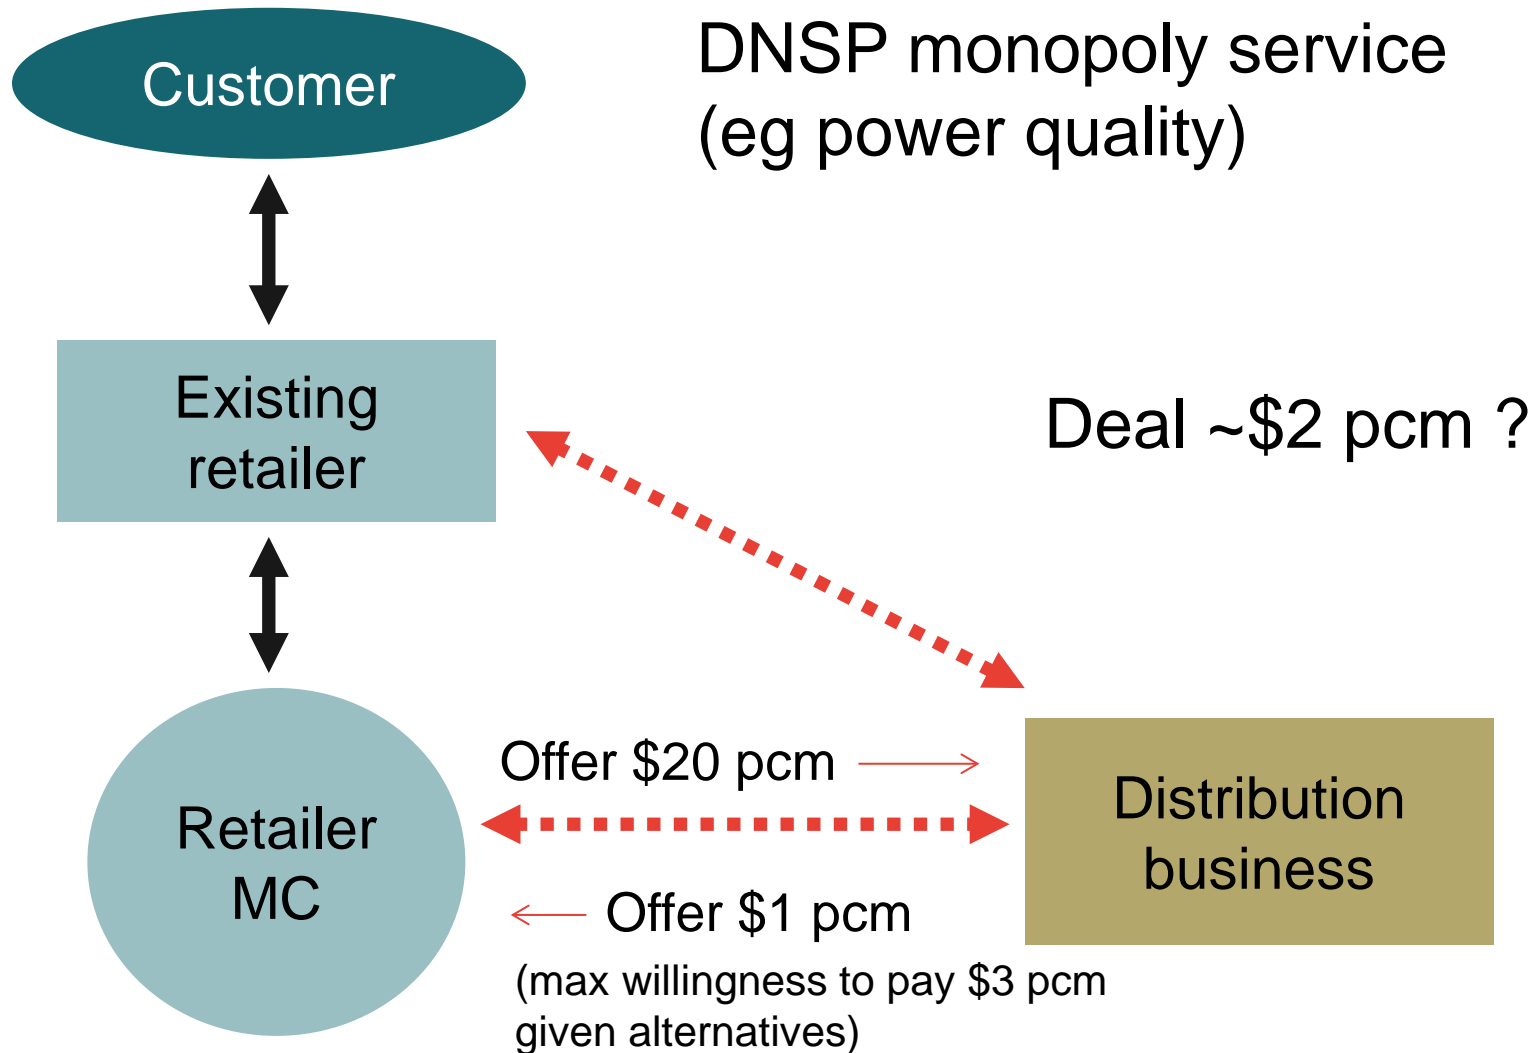 Customer
DNSP monopoly service
(eg power quality)
Existing
retailer
Deal ~$2 pcm ?
Offer $20 pcm
Retailer
MC
Distribution
business
Offer $1 pcm
(max willingness to pay $3 pcm
given alternatives)